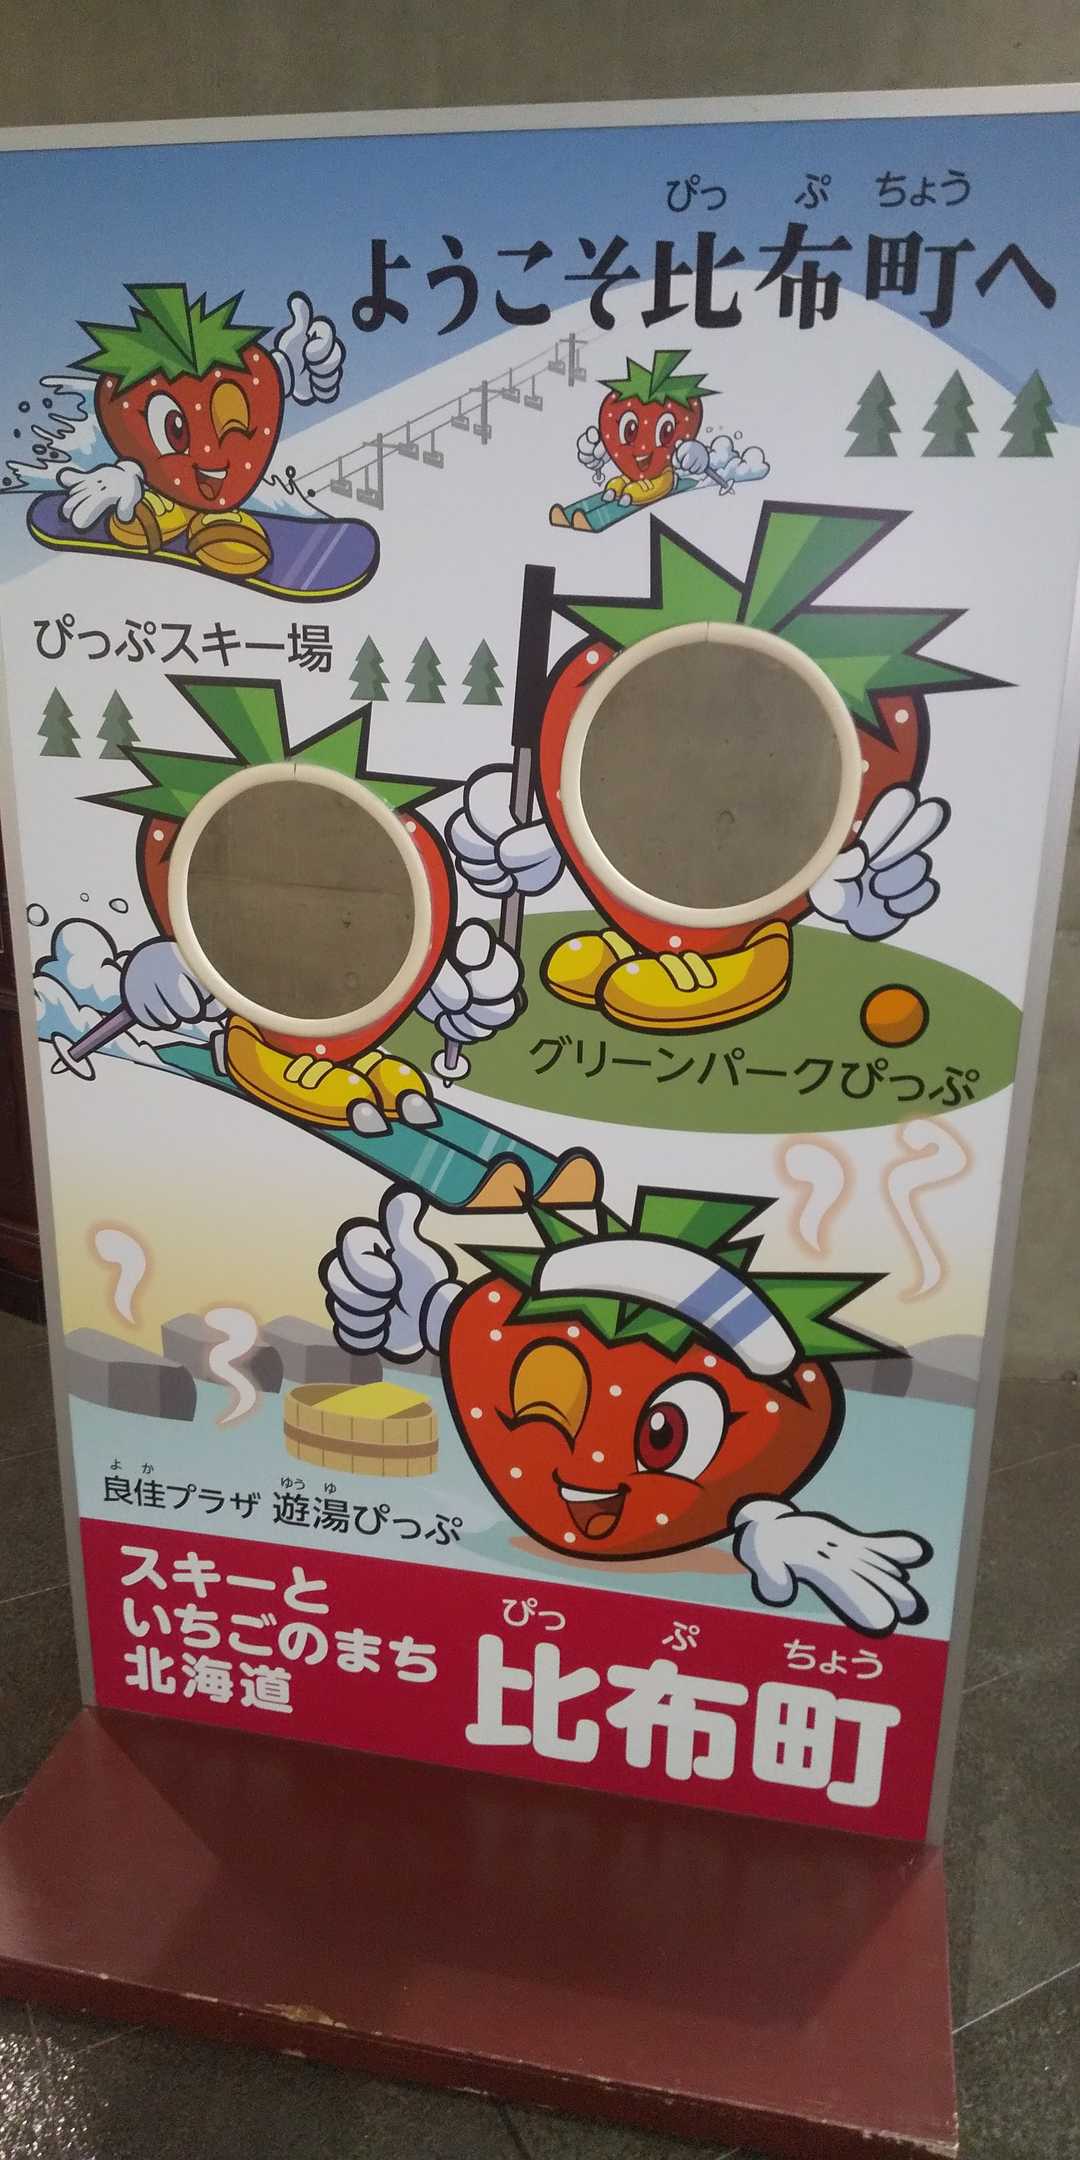 ぴっ ぷ ちょう
ようこそ比布町へ
ぴっぷスキー場
グリーンパークぴっぷ
よか ゆう ゆ
良佳プラザ 遊湯ぴっぷ
スキーと
いちごのまち
北海道
ぴっ ぷ ちょう
比布町